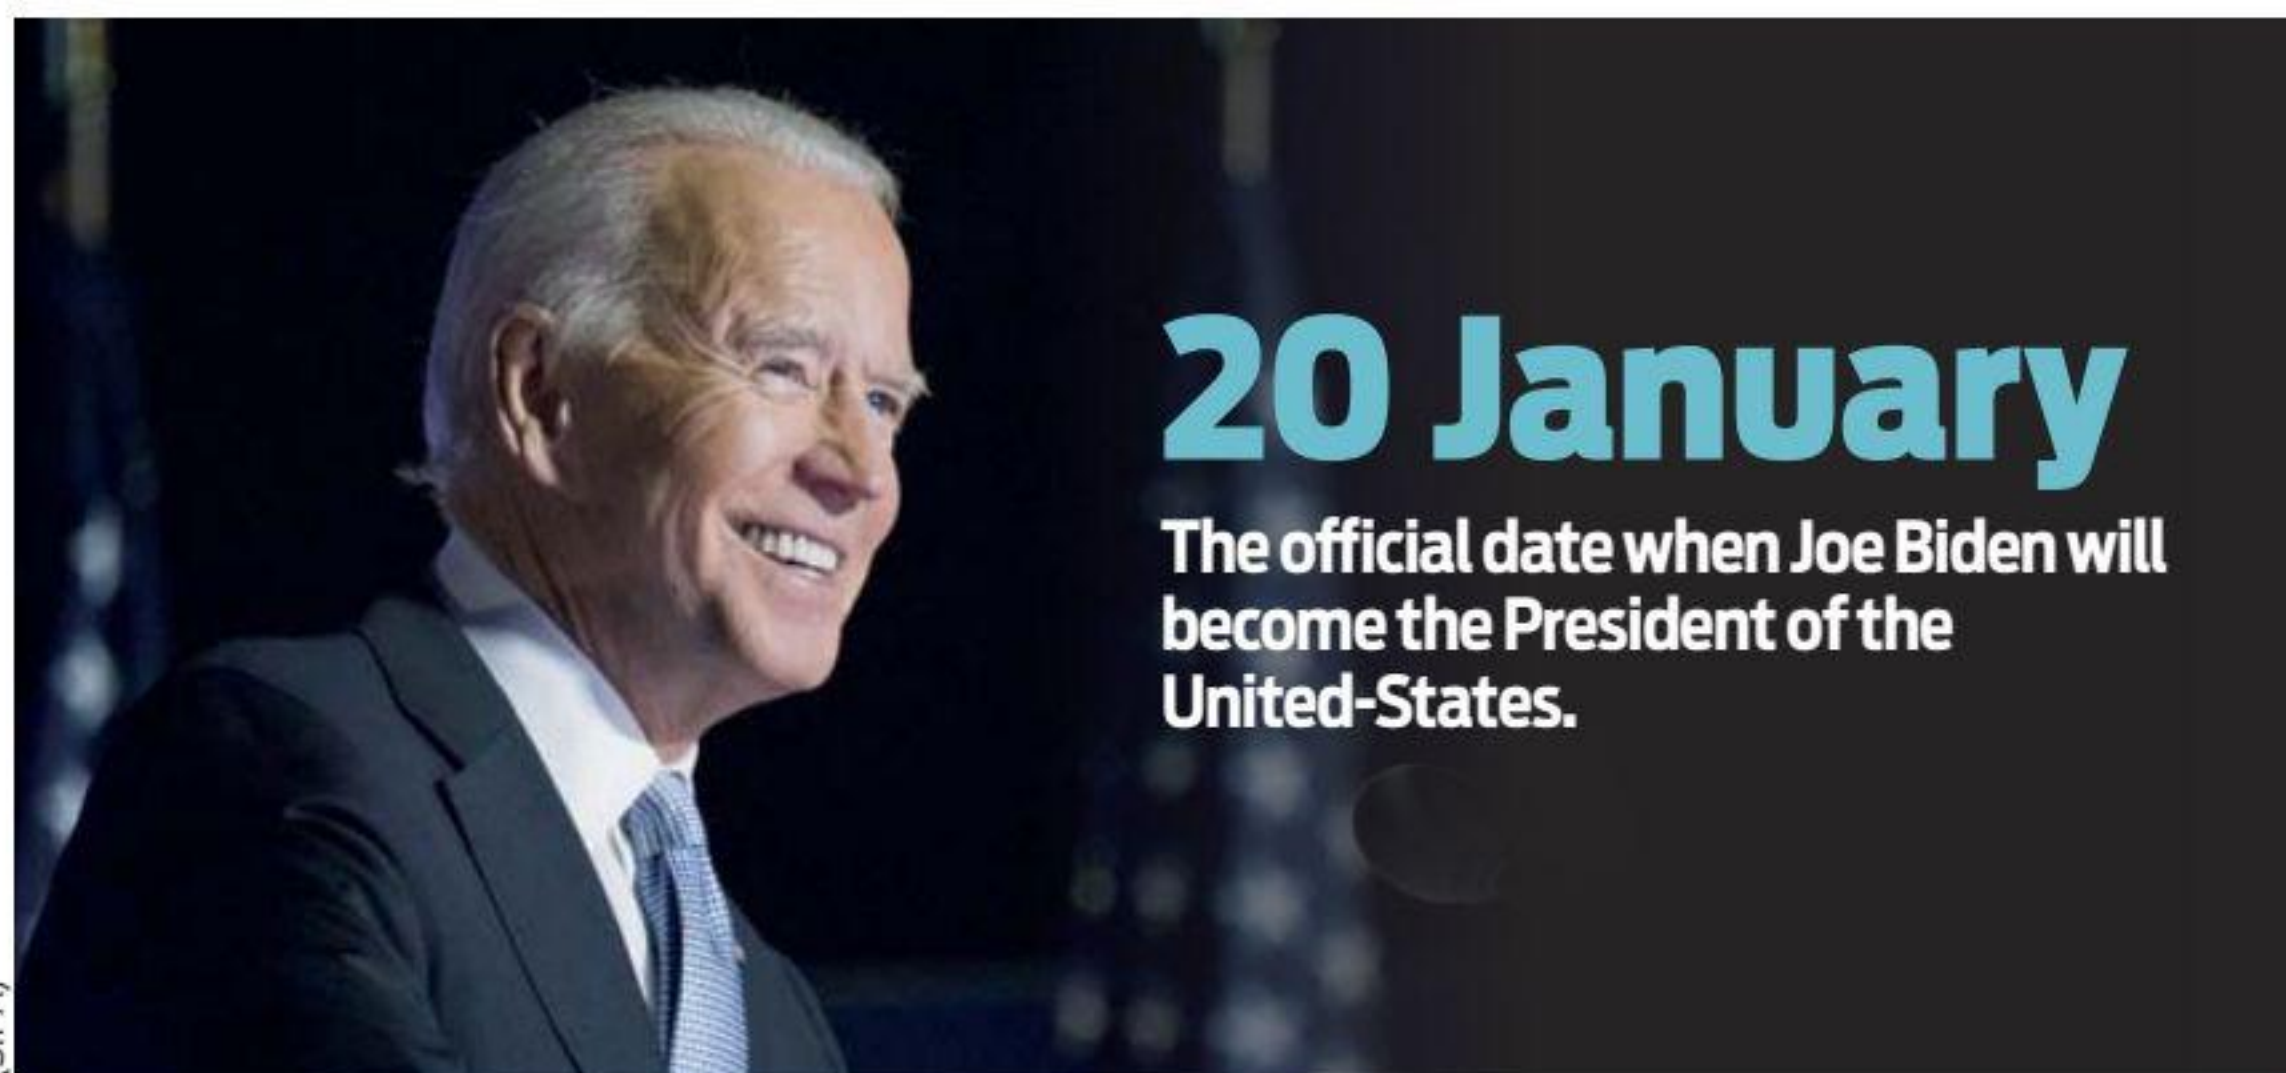 20 January
The official date when Joe Biden will
become the President of the
United-States.